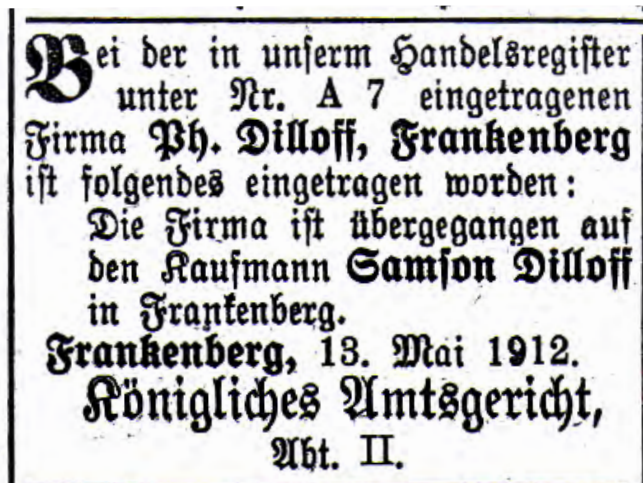 Bei der in unserm Handelsregister
unter Nr. A 7 eingetragenen
Firma Ph. Dilloff, Frankenberg
ist folgendes eingetragen worden:
Die Firma ist übergegangen auf
den Kaufmann Samson Dilloff
in Frankenberg.
Frankenberg, 13. Mai 1912.
Königliches Amtsgericht,
Abt. II.